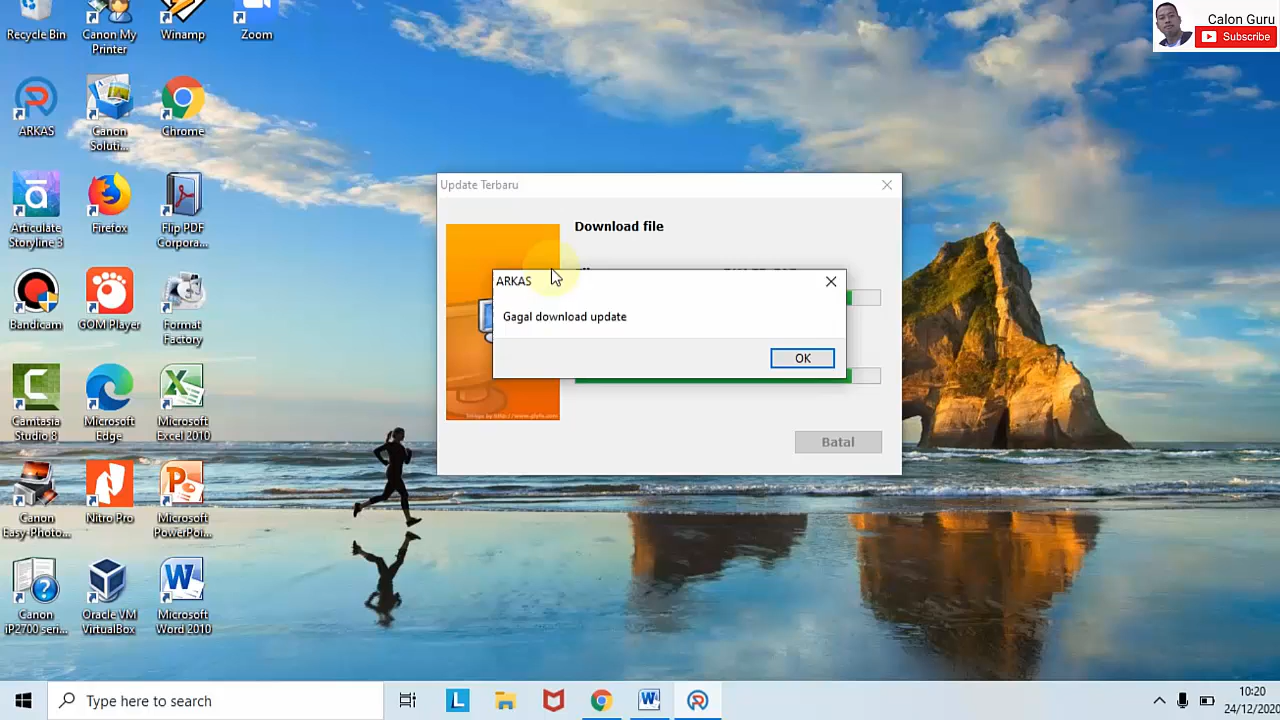 Recycle Bin
Canon My
Printer
Winamp
Zoom
Calon Guru
Subscribe
ARKAS
Canon
Soluti...
Chrome
Articulate
Storyline 3
Firefox
Flip PDF
Corpora...
Bandicam
GOM Player
Format
Factory
Camtasia
Studio 8
Microsoft
Edge
Microsoft
Excel 2010
Canon
Easy-Photo...
Nitro Pro
Microsoft
PowerPoi...
Canon
iP2700 seri...
Oracle VM
VirtualBox
Microsoft
Word 2010
Update Terbaru
Download file
ARKAS
Gagal download update
OK
Batal
Type here to search
10:20
24/12/2020